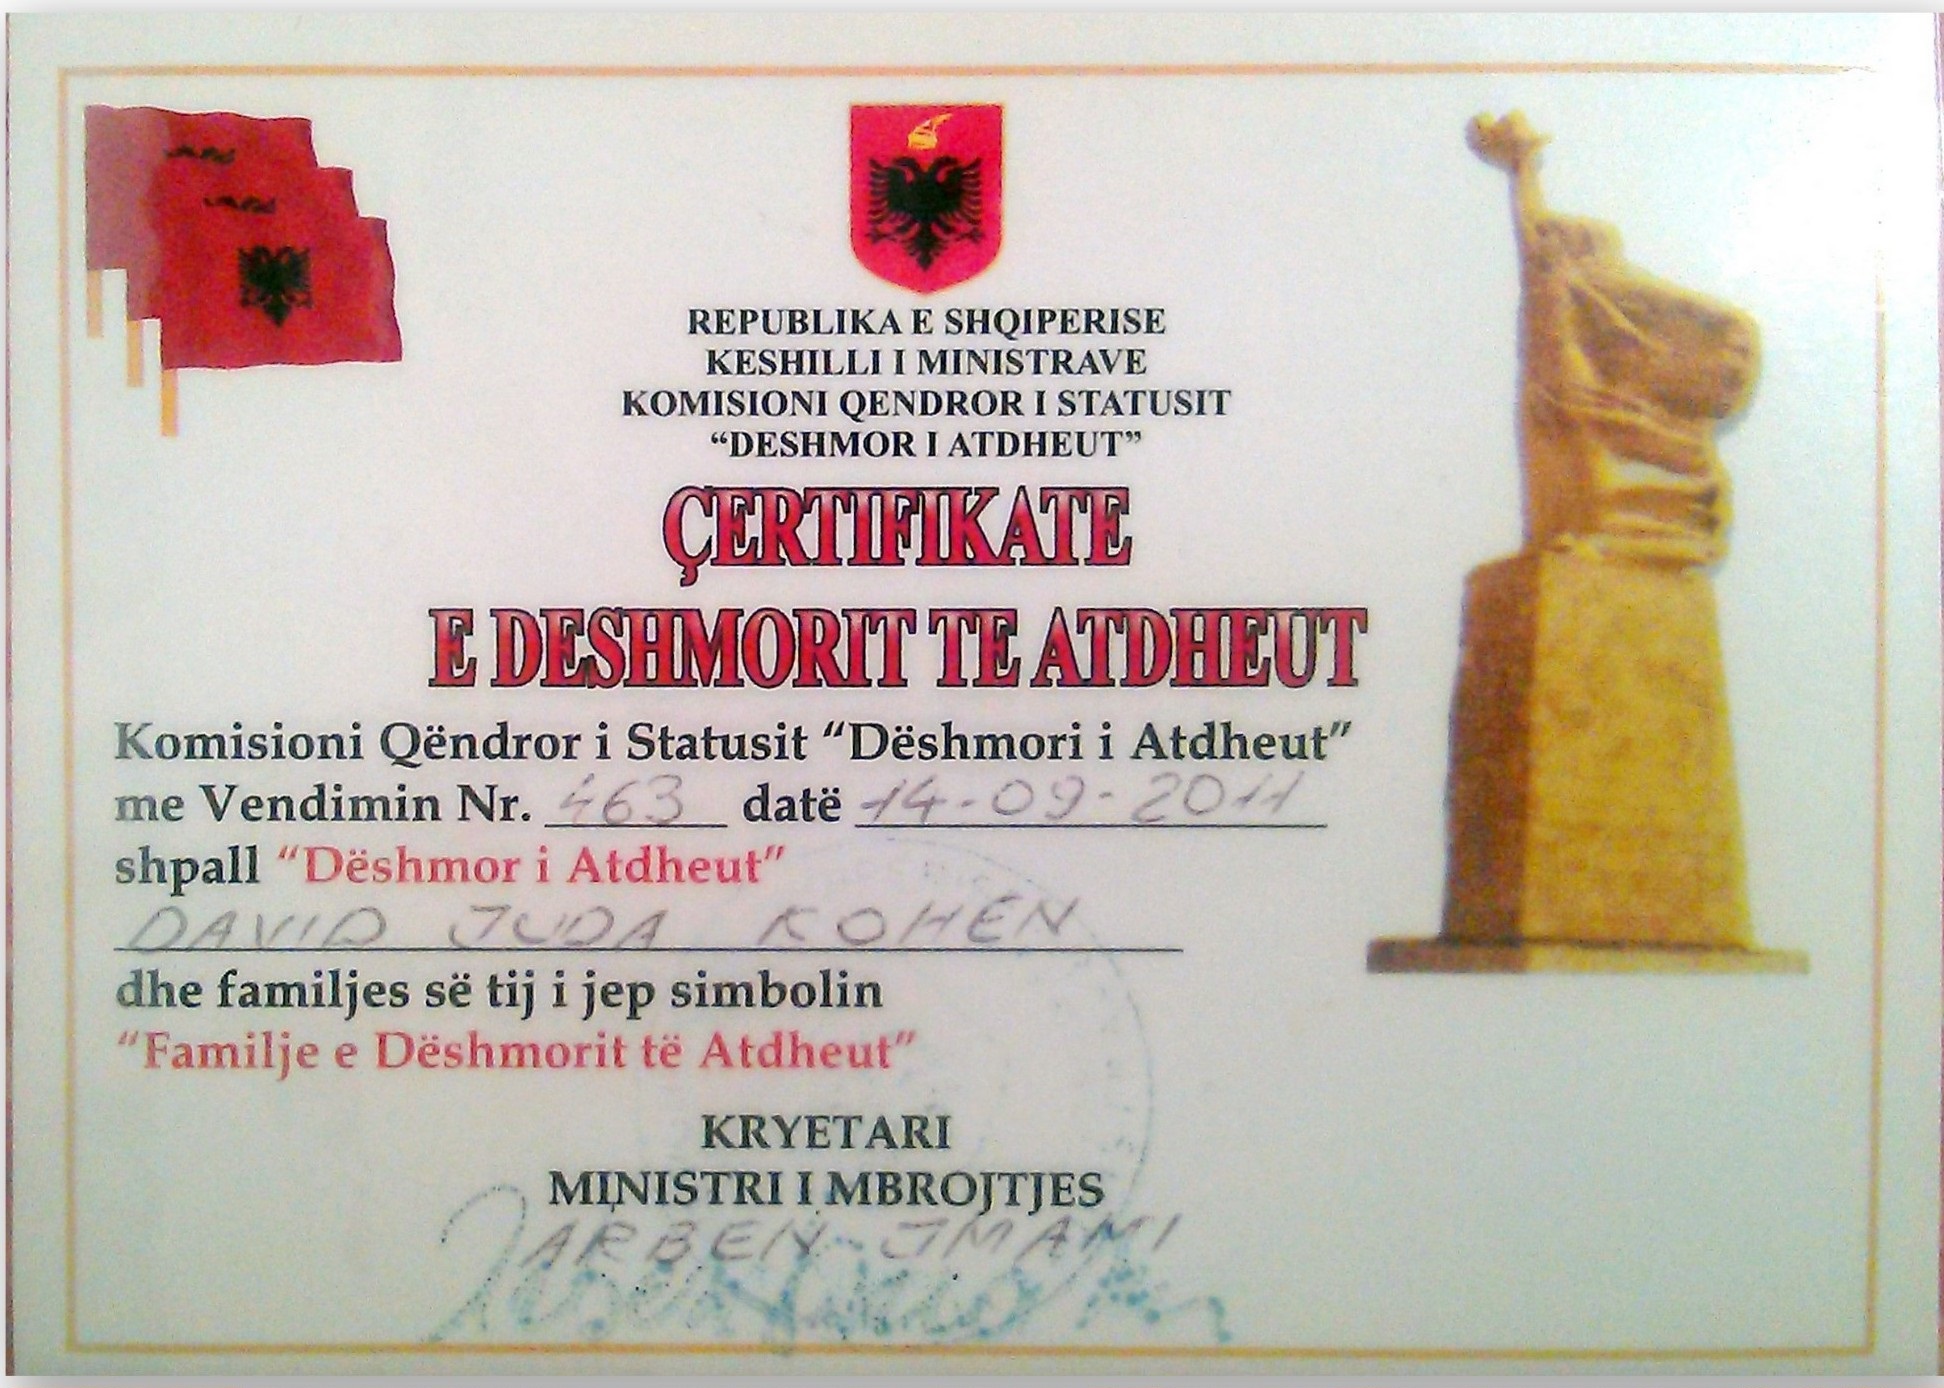 REPUBLIKA E SHQIPERISE
KESHILLI I MINISTRAVE
KOMISIONI QENDROR I STATUSIT
“DESHMOR I ATDHEUT”
ÇERTIFIKATE
E DESHMORIT TE ATDHEUT
Komisioni Qëndror i Statusit “Dëshmori i Atdheut”
me Vendimin Nr. 463 datë 14-09-2011
shpall “Dëshmor i Atdheut”
DAVID JUDA KOHEN
dhe familjes së tij i jep simbolin
“Familje e Dëshmorit të Atdheut”
KRYETARI
MINISTRI I MBROJTJES
ARBEN IMAMI